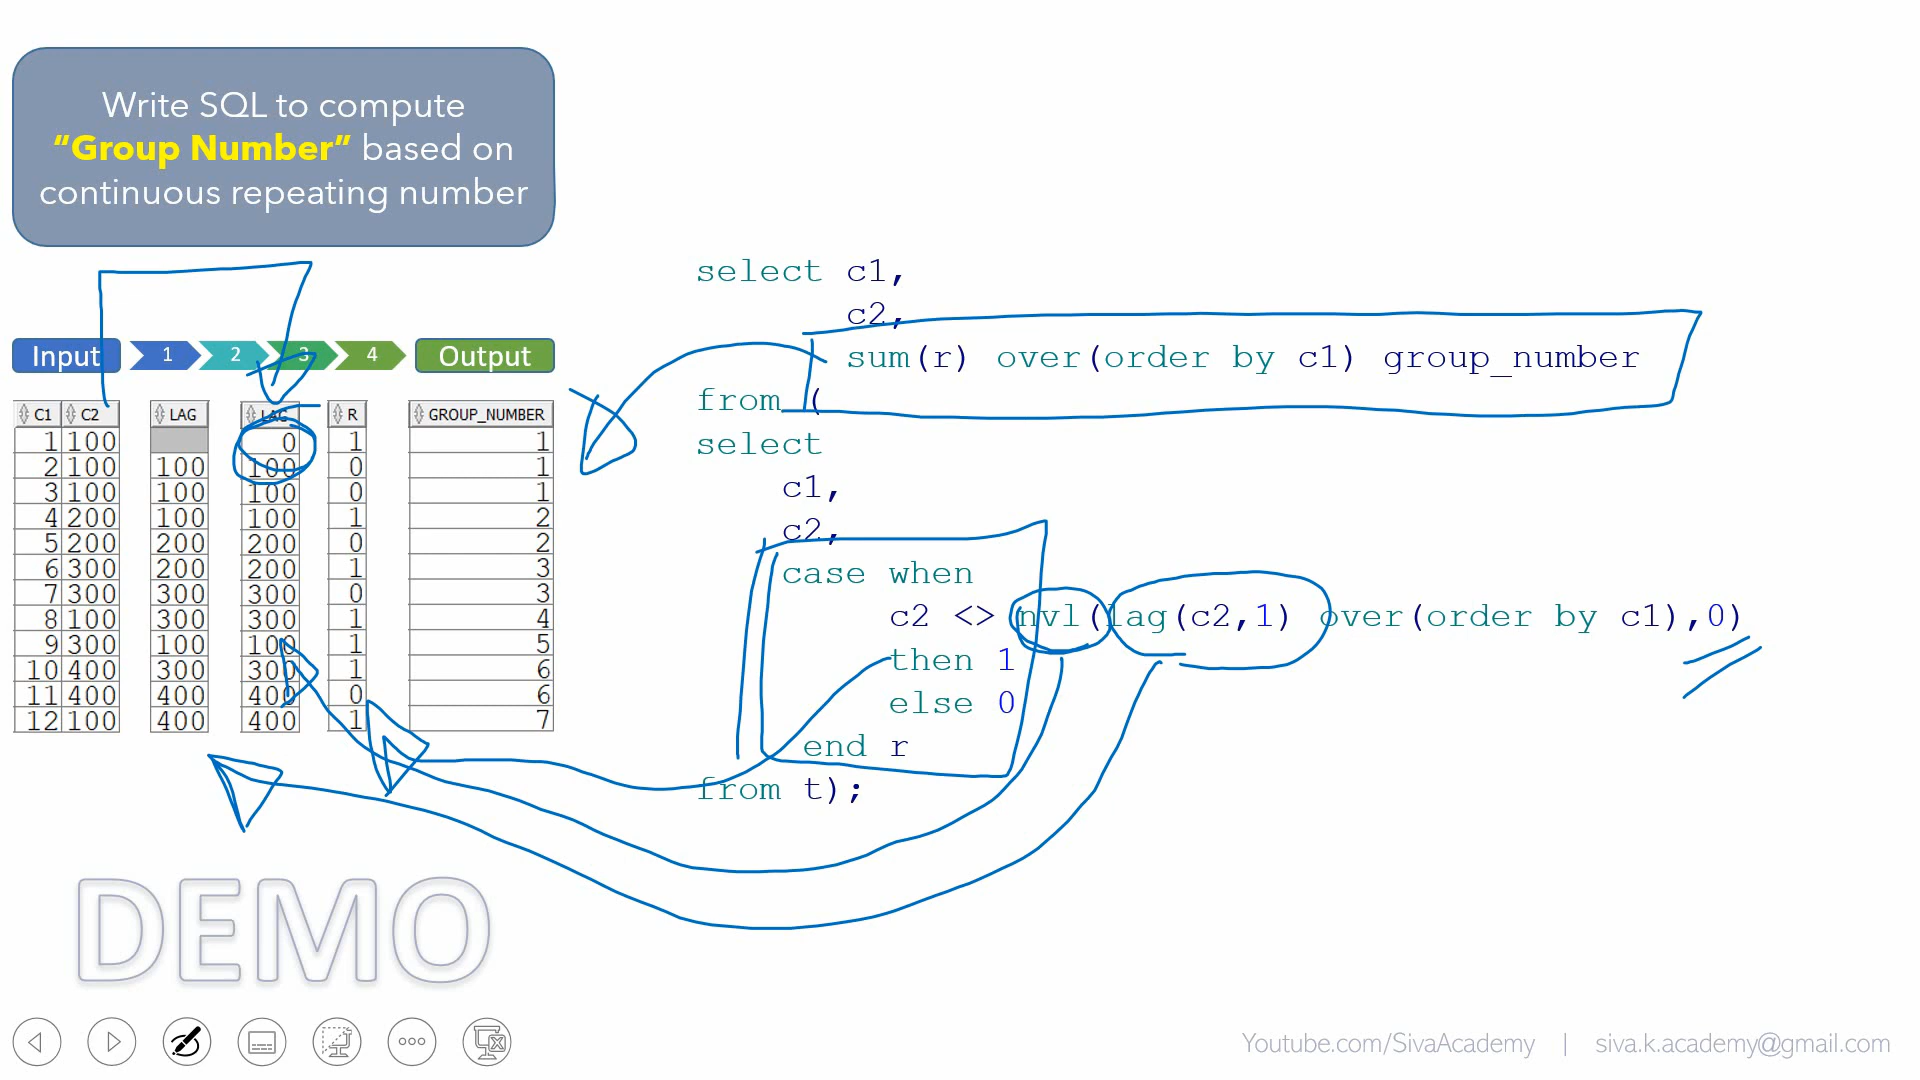 Write SQL to compute
“Group Number” based on
continuous repeating number
Input 1 2 3 4 Output
C1 C2 LAG LAG R GROUP_NUMBER
1 100 0 1 1
2 100 100 100 0 1
3 100 100 100 0 1
4 200 100 100 1 2
5 200 200 200 0 2
6 300 200 200 1 3
7 300 300 300 0 3
8 100 300 300 1 4
9 300 100 100 1 5
10 400 300 300 1 6
11 400 400 400 0 6
12 100 400 400 1 7
select c1,
c2,
sum(r) over(order by c1) group_number
from (
select
c1,
c2,
case when
c2 <> nvl(lag(c2,1) over(order by c1),0)
then 1
else 0
end r
from t);
DEMO
Youtube.com/SivaAcademy | siva.k.academy@gmail.com